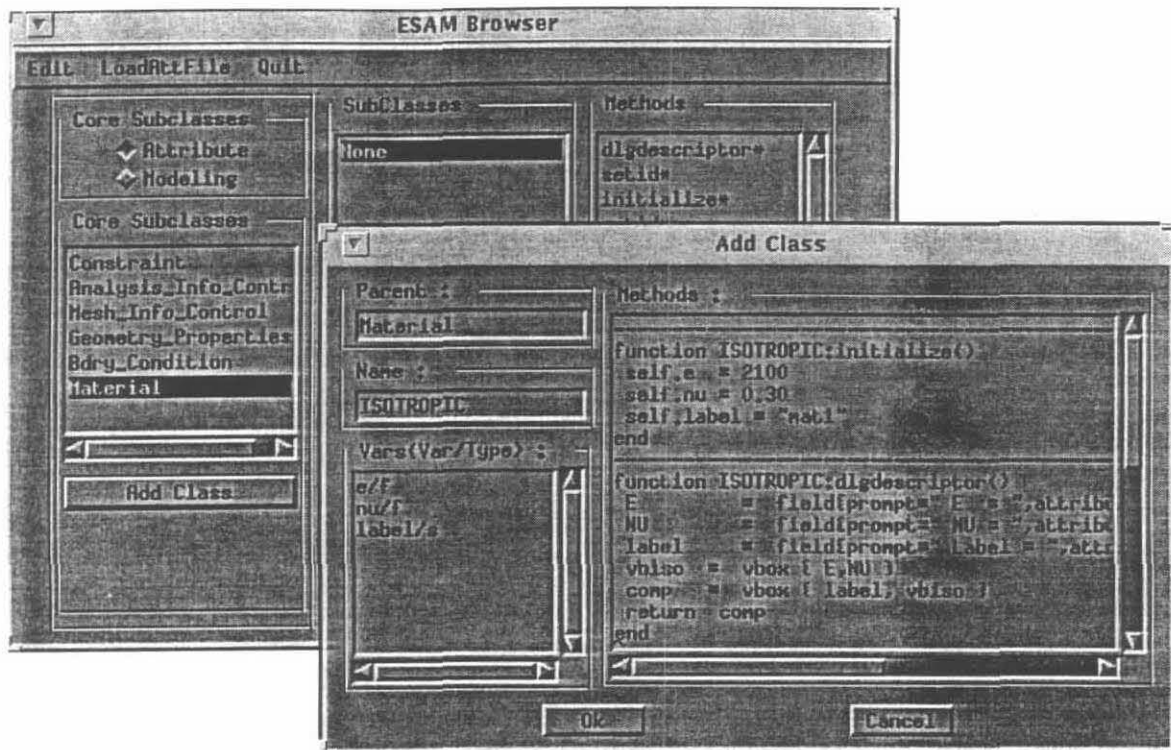 ESAM Browser
Edit LoadAttFile Quit
Core Subclasses
Attribute
Modeling
Core Subclasses
Constraint
Analysis_Info_Contr
Mesh_Info_Control
Geometry_Properties
Bdry_Condition
Material
Add Class
SubClasses
None
Methods
dlgdescriptor*
setid*
initialize*
Add Class
Parent :
Material
Name :
ISOTROPIC
Vars(Var/Type) :
e/f
nu/f
label/s
Methods :
function ISOTROPIC:initialize()
self.e = 2100
self.nu = 0.30
self.label = "mat1"
end
function ISOTROPIC:dlgdescriptor()
E = field{prompt=" E = ",attribu
NU = field{prompt=" NU = ",attribu
label = field{prompt=" Label = ",attr
vbiso = vbox { E,NU }
comp = vbox { label, vbiso }
return comp
end
Ok
Cancel